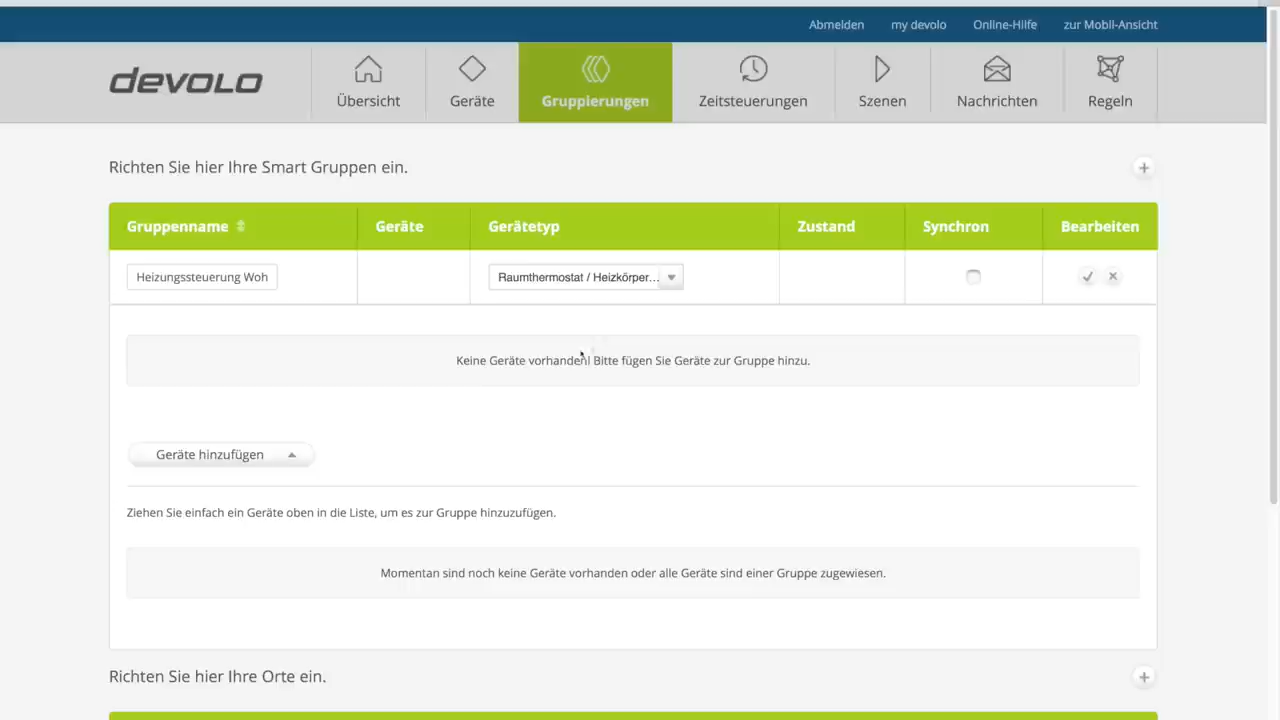 Abmelden my devolo Online-Hilfe zur Mobil-Ansicht
devolo Übersicht Geräte Gruppierungen Zeitsteuerungen Szenen Nachrichten Regeln
Richten Sie hier Ihre Smart Gruppen ein.
Gruppenname Geräte Gerätetyp Zustand Synchron Bearbeiten
Heizungssteuerung Woh Raumthermostat / Heizkörper...
Keine Geräte vorhanden! Bitte fügen Sie Geräte zur Gruppe hinzu.
Geräte hinzufügen
Ziehen Sie einfach ein Geräte oben in die Liste, um es zur Gruppe hinzuzufügen.
Momentan sind noch keine Geräte vorhanden oder alle Geräte sind einer Gruppe zugewiesen.
Richten Sie hier Ihre Orte ein.